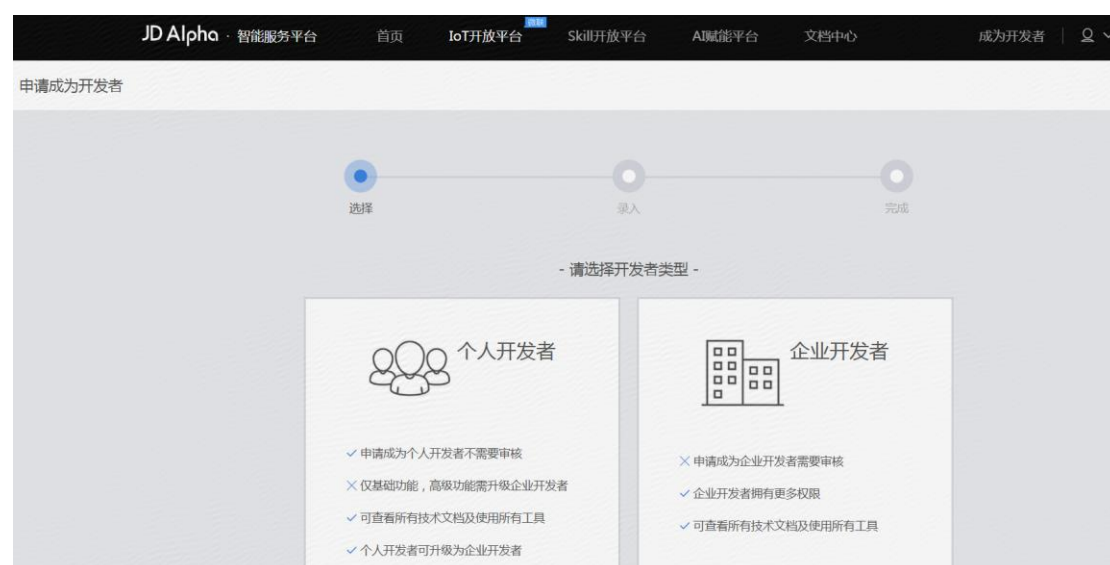 微联
JD Alpha · 智能服务平台 首页 IoT开放平台 Skill开放平台 AI赋能平台 文档中心 成为开发者
申请成为开发者
选择 录入 完成
- 请选择开发者类型 -
个人开发者
申请成为个人开发者不需要审核
仅基础功能，高级功能需升级企业开发者
可查看所有技术文档及使用所有工具
个人开发者可升级为企业开发者
企业开发者
申请成为企业开发者需要审核
企业开发者拥有更多权限
可查看所有技术文档及使用所有工具